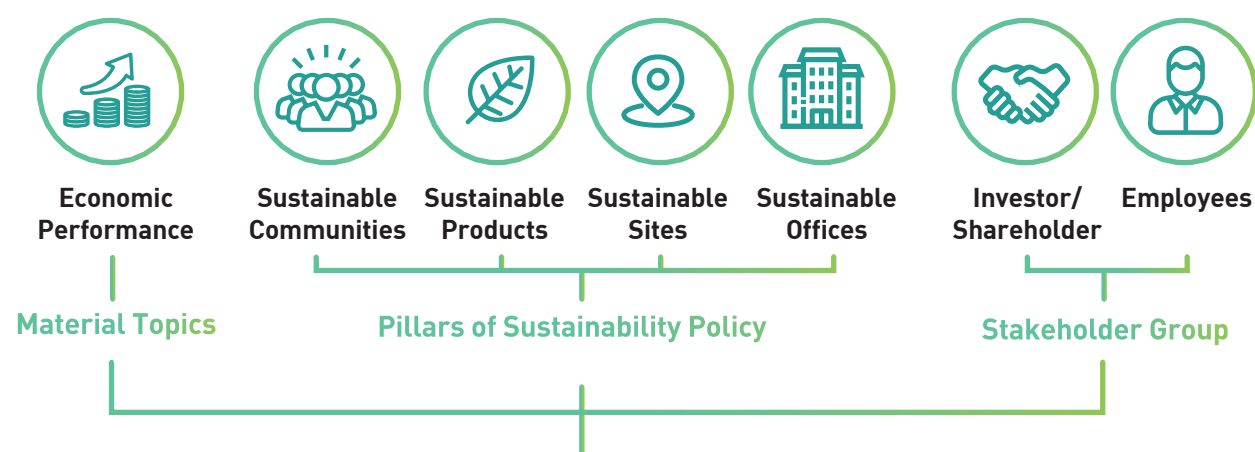 Economic
Performance
Sustainable
Communities
Sustainable
Products
Sustainable
Sites
Sustainable
Offices
Investor/
Shareholder
Employees
Material Topics
Pillars of Sustainability Policy
Stakeholder Group